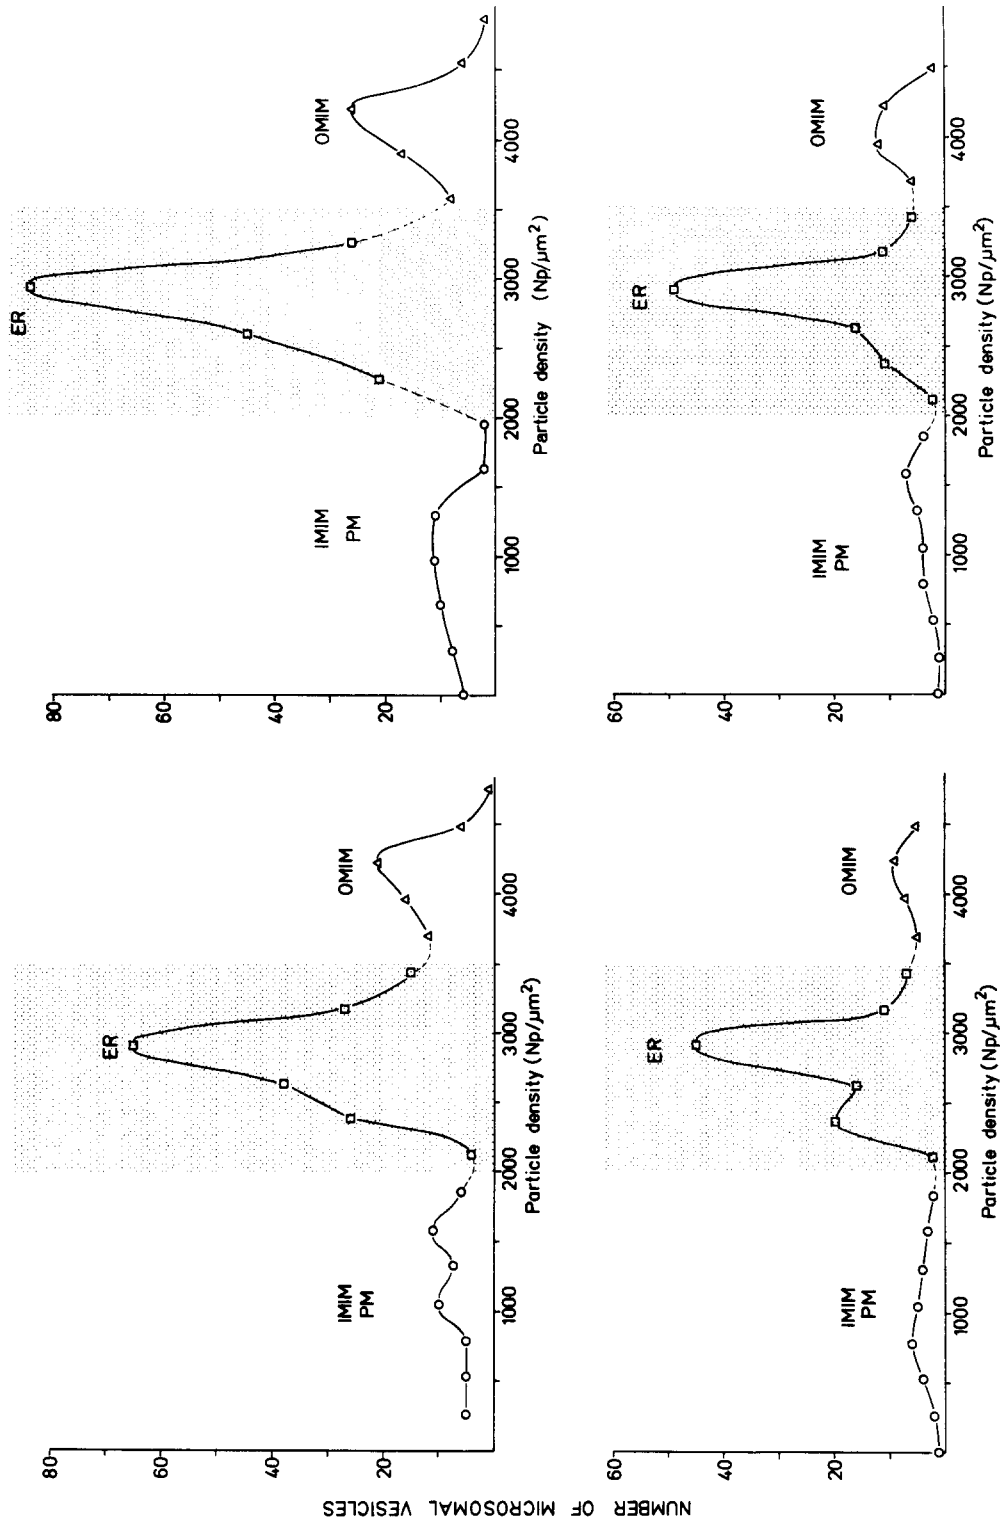 NUMBER OF MICROSOMAL VESICLES
80
60
40
20
ER
IMIM
PM
OMIM
1000
2000
3000
4000
Particle density (Np/µm²)
80
60
40
20
ER
IMIM
PM
OMIM
1000
2000
3000
4000
Particle density (Np/µm²)
60
40
20
ER
IMIM
PM
OMIM
1000
2000
3000
4000
Particle density (Np/µm²)
60
40
20
ER
IMIM
PM
OMIM
1000
2000
3000
4000
Particle density (Np/µm²)